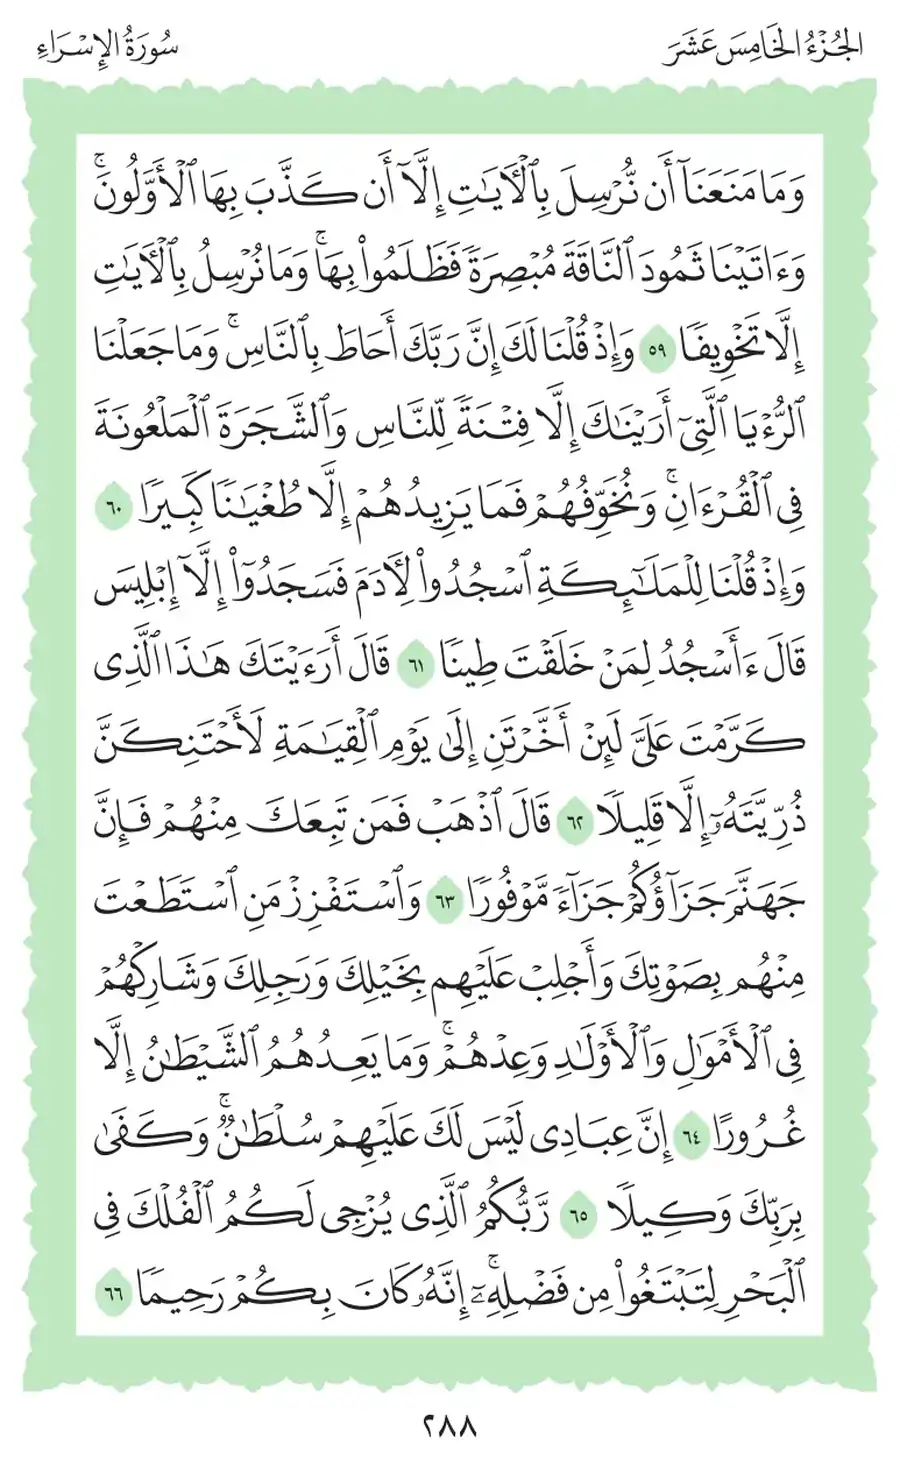 الجُزْءُ الخَامِسَ عَشَرَ
سُورَةُ الإِسْرَاءِ
وَمَا مَنَعَنَآ أَن نُّرْسِلَ بِٱلْأَيَٰتِ إِلَّآ أَن كَذَّبَ بِهَا ٱلْأَوَّلُونَۚ
وَءَاتَيْنَا ثَمُودَ ٱلنَّاقَةَ مُبْصِرَةً فَظَلَمُوا۟ بِهَاۚ وَمَا نُرْسِلُ بِٱلْأَيَٰتِ
إِلَّا تَخْوِيفًا ٥٩ وَإِذْ قُلْنَا لَكَ إِنَّ رَبَّكَ أَحَاطَ بِٱلنَّاسِۚ وَمَا جَعَلْنَا
ٱلرُّءْيَا ٱلَّتِىٓ أَرَيْنَٰكَ إِلَّا فِتْنَةً لِّلنَّاسِ وَٱلشَّجَرَةَ ٱلْمَلْعُونَةَ
فِى ٱلْقُرْءَانِۚ وَنُخَوِّفُهُمْ فَمَا يَزِيدُهُمْ إِلَّا طُغْيَٰنًا كَبِيرًا ٦٠
وَإِذْ قُلْنَا لِلْمَلَٰٓئِكَةِ ٱسْجُدُوا۟ لِأَدَمَ فَسَجَدُوٓا۟ إِلَّآ إِبْلِيسَ
قَالَ ءَأَسْجُدُ لِمَنْ خَلَقْتَ طِينًا ٦١ قَالَ أَرَءَيْتَكَ هَٰذَا ٱلَّذِى
كَرَّمْتَ عَلَىَّ لَئِنْ أَخَّرْتَنِ إِلَىٰ يَوْمِ ٱلْقِيَٰمَةِ لَأَحْتَنِكَنَّ
ذُرِّيَّتَهُۥٓ إِلَّا قَلِيلًا ٦٢ قَالَ ٱذْهَبْ فَمَن تَبِعَكَ مِنْهُمْ فَإِنَّ
جَهَنَّمَ جَزَآؤُكُمْ جَزَآءً مَّوْفُورًا ٦٣ وَٱسْتَفْزِزْ مَنِ ٱسْتَطَعْتَ
مِنْهُم بِصَوْتِكَ وَأَجْلِبْ عَلَيْهِم بِخَيْلِكَ وَرَجِلِكَ وَشَارِكْهُمْ
فِى ٱلْأَمْوَٰلِ وَٱلْأَوْلَٰدِ وَعِدْهُمْۚ وَمَا يَعِدُهُمُ ٱلشَّيْطَٰنُ إِلَّا
غُرُورًا ٦٤ إِنَّ عِبَادِى لَيْسَ لَكَ عَلَيْهِمْ سُلْطَٰنٌۚ وَكَفَىٰ
بِرَبِّكَ وَكِيلًا ٦٥ رَّبُّكُمُ ٱلَّذِى يُزْجِى لَكُمُ ٱلْفُلْكَ فِى
ٱلْبَحْرِ لِتَبْتَغُوا۟ مِن فَضْلِهِۦٓۚ إِنَّهُۥ كَانَ بِكُمْ رَحِيمًا ٦٦
٢٨٨